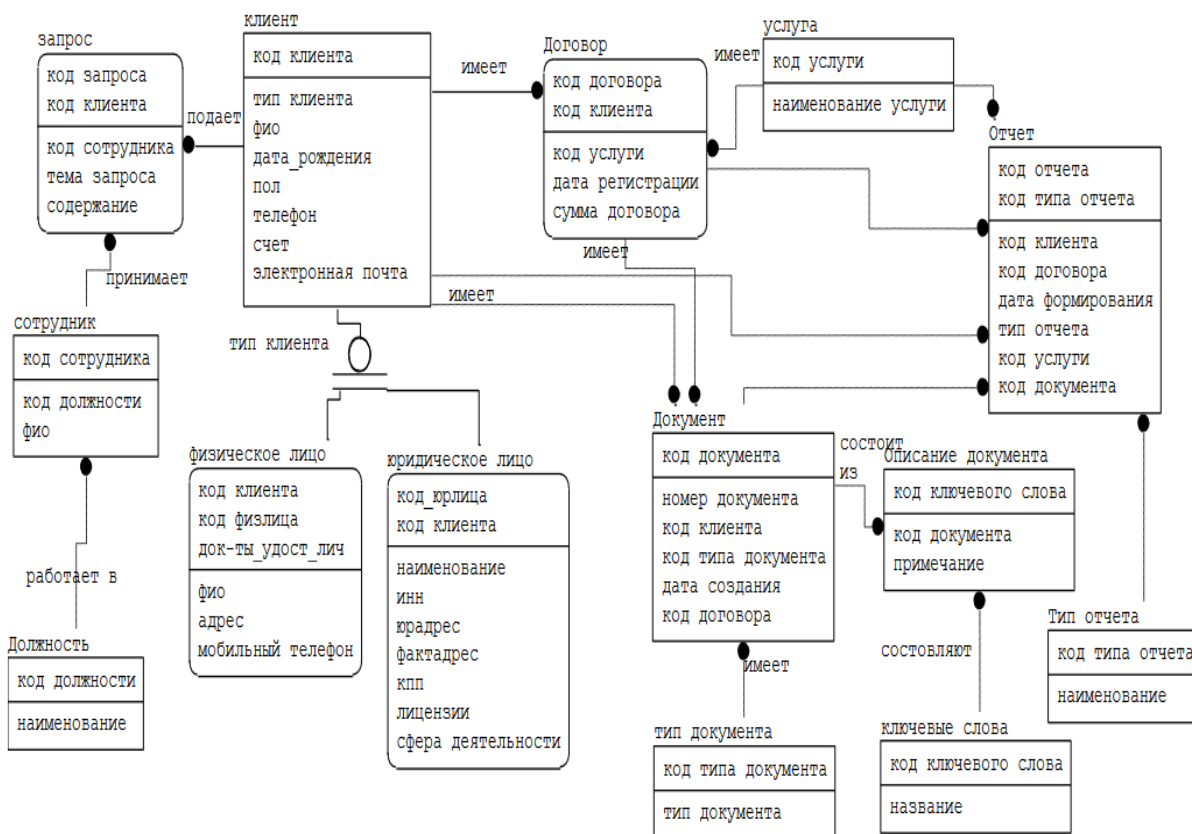 запрос
код запроса
код клиента
код сотрудника
тема запроса
содержание
подает
клиент
код клиента
тип клиента
фио
дата_рождения
пол
телефон
счет
электронная почта
имеет
Договор
код договора
код клиента
код услуги
дата регистрации
сумма договора
имеет
услуга
код услуги
наименование услуги
Отчет
код отчета
код типа отчета
код клиента
код договора
дата формирования
тип отчета
код услуги
код документа
принимает
имеет
имеет
сотрудник
код сотрудника
код должности
фио
тип клиента
физическое лицо
код клиента
код физлица
док-ты_удост_лич
фио
адрес
мобильный телефон
юридическое лицо
код_юрлица
код клиента
наименование
инн
юрадрес
фактадрес
кпп
лицензии
сфера деятельности
Документ
код документа
номер документа
код клиента
код типа документа
дата создания
код договора
состоит
из
Описание документа
код ключевого слова
код документа
примечание
работает в
Должность
код должности
наименование
имеет
состовляют
Тип отчета
код типа отчета
наименование
тип документа
код типа документа
тип документа
ключевые слова
код ключевого слова
название